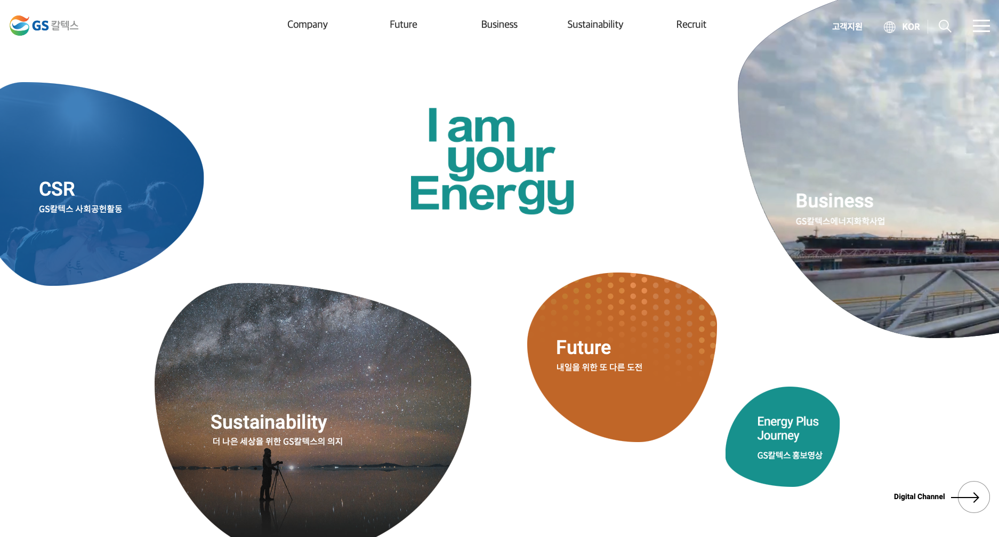 GS 칼텍스
Company
Future
Business
Sustainability
Recruit
고객지원
KOR
I am
your
Energy
CSR
GS칼텍스 사회공헌활동
Business
GS칼텍스에너지화학사업
Sustainability
더 나은 세상을 위한 GS칼텍스의 의지
Future
내일을 위한 또 다른 도전
Energy Plus
Journey
GS칼텍스 홍보영상
Digital Channel